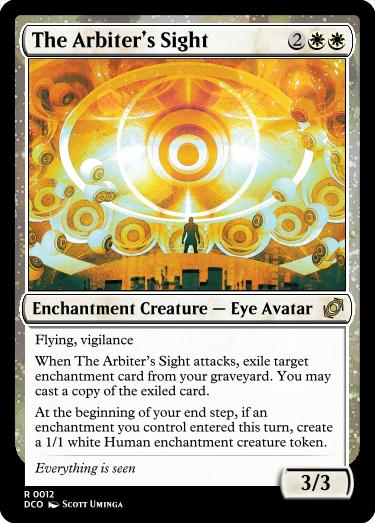 The Arbiter's Sight 2
Enchantment Creature — Eye Avatar
Flying, vigilance
When The Arbiter's Sight attacks, exile target
enchantment card from your graveyard. You may
cast a copy of the exiled card.
At the beginning of your end step, if an
enchantment you control entered this turn, create
a 1/1 white Human enchantment creature token.
Everything is seen
3/3
R 0012
DCO Scott Uminga